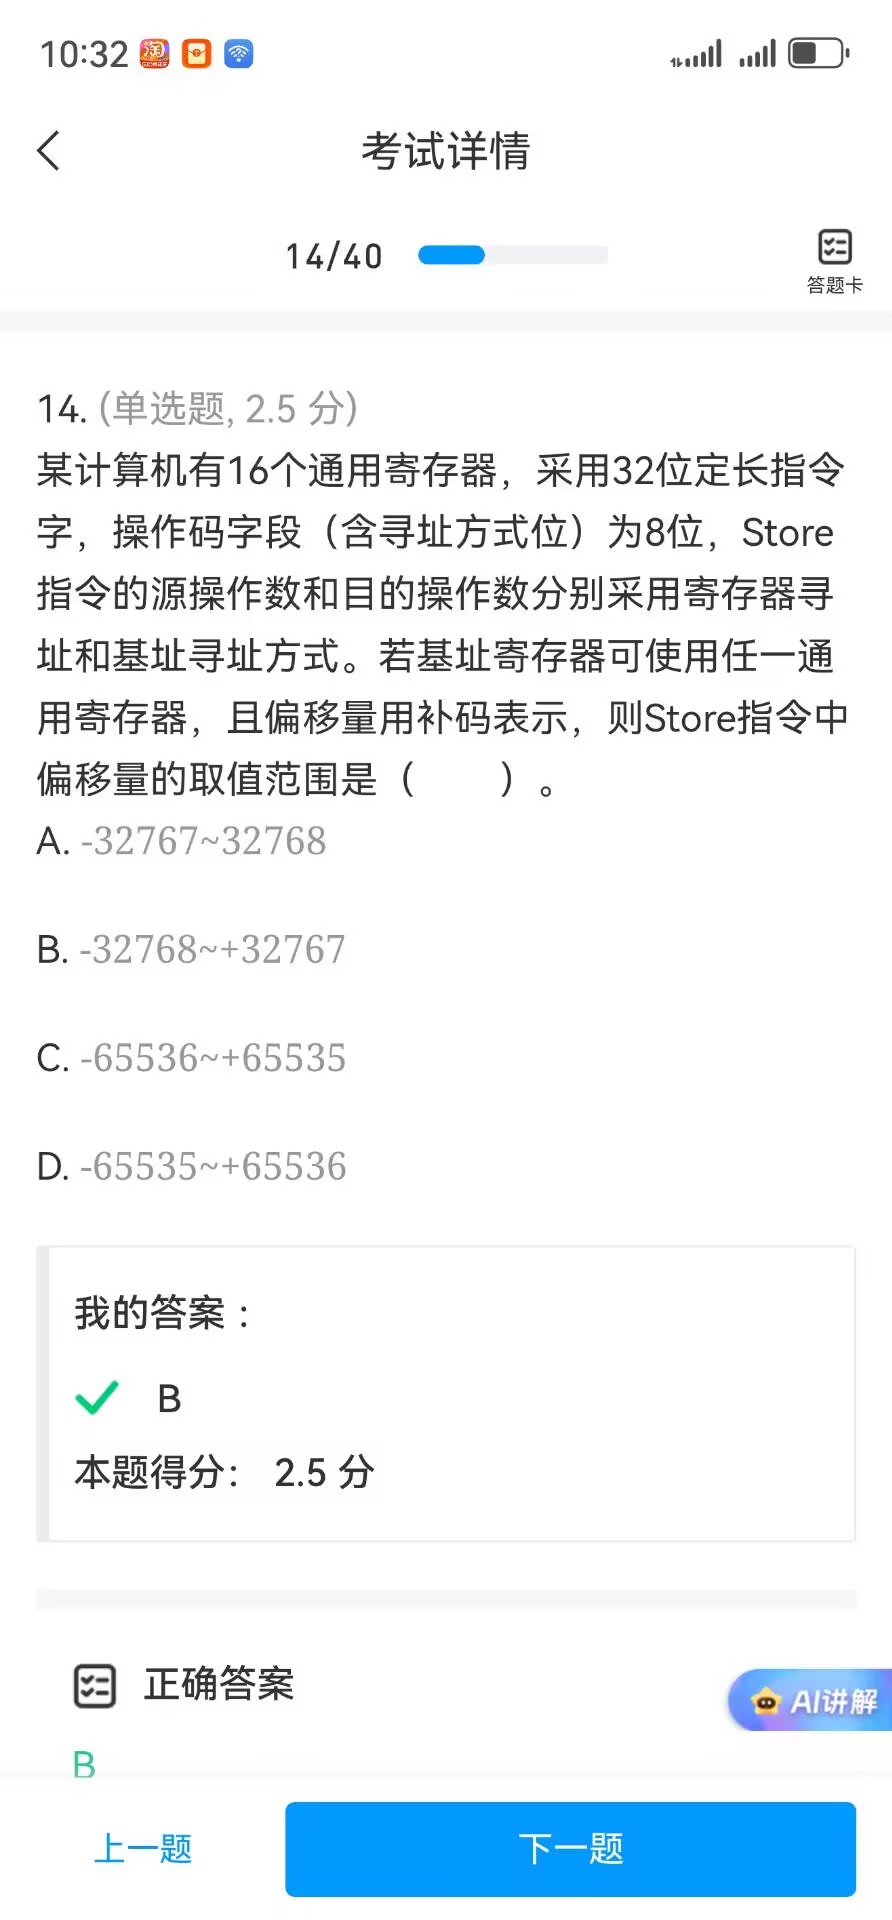 10:32
考试详情
14/40
答题卡
14. (单选题, 2.5 分)
某计算机有16个通用寄存器，采用32位定长指令
字，操作码字段（含寻址方式位）为8位，Store
指令的源操作数和目的操作数分别采用寄存器寻
址和基址寻址方式。若基址寄存器可使用任一通
用寄存器，且偏移量用补码表示，则Store指令中
偏移量的取值范围是（　　）。
A. -32767~32768
B. -32768~+32767
C. -65536~+65535
D. -65535~+65536
我的答案：
B
本题得分： 2.5 分
正确答案
AI讲解
B
上一题
下一题